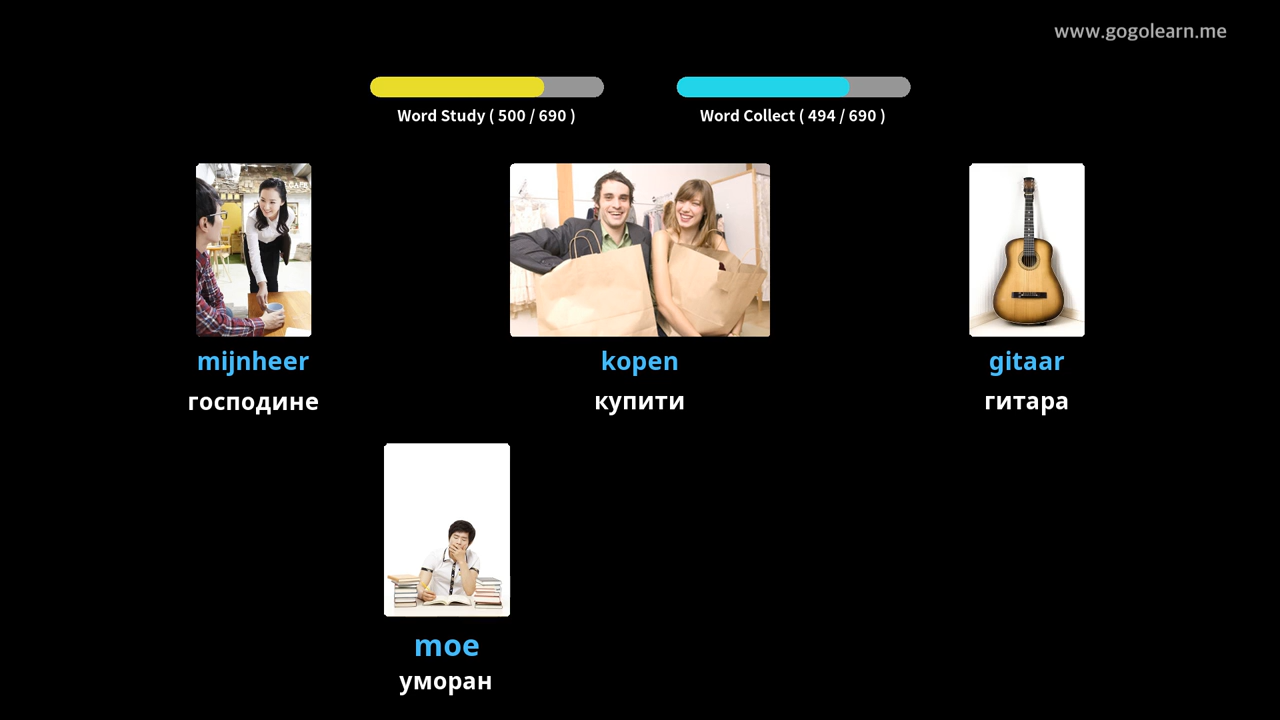 www.gogolearn.me
Word Study ( 500 / 690 )
Word Collect ( 494 / 690 )
mijnheer
господине
kopen
купити
gitaar
гитара
moe
уморан